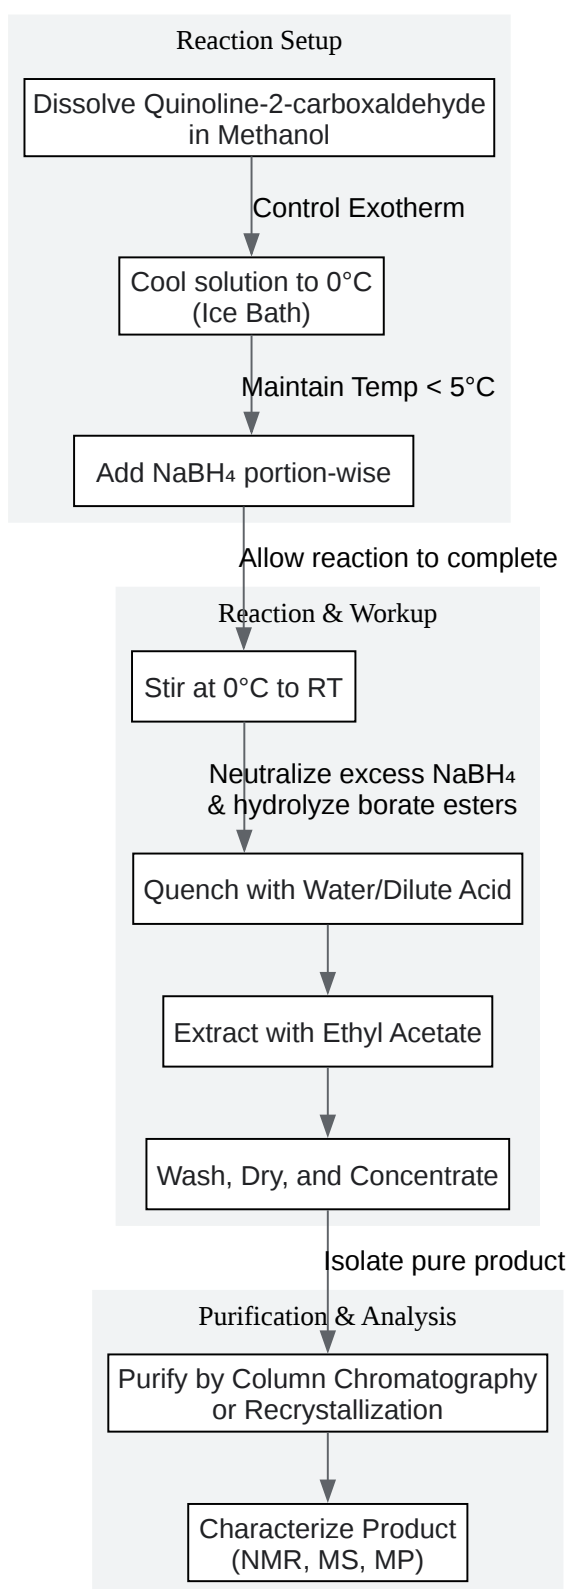 Reaction Setup
Dissolve Quinoline-2-carboxaldehyde
in Methanol
Control Exotherm
Cool solution to 0°C
(Ice Bath)
Maintain Temp < 5°C
Add NaBH₄ portion-wise
Allow reaction to complete
Reaction & Workup
Stir at 0°C to RT
Neutralize excess NaBH₄
& hydrolyze borate esters
Quench with Water/Dilute Acid
Extract with Ethyl Acetate
Wash, Dry, and Concentrate
Isolate pure product
Purification & Analysis
Purify by Column Chromatography
or Recrystallization
Characterize Product
(NMR, MS, MP)